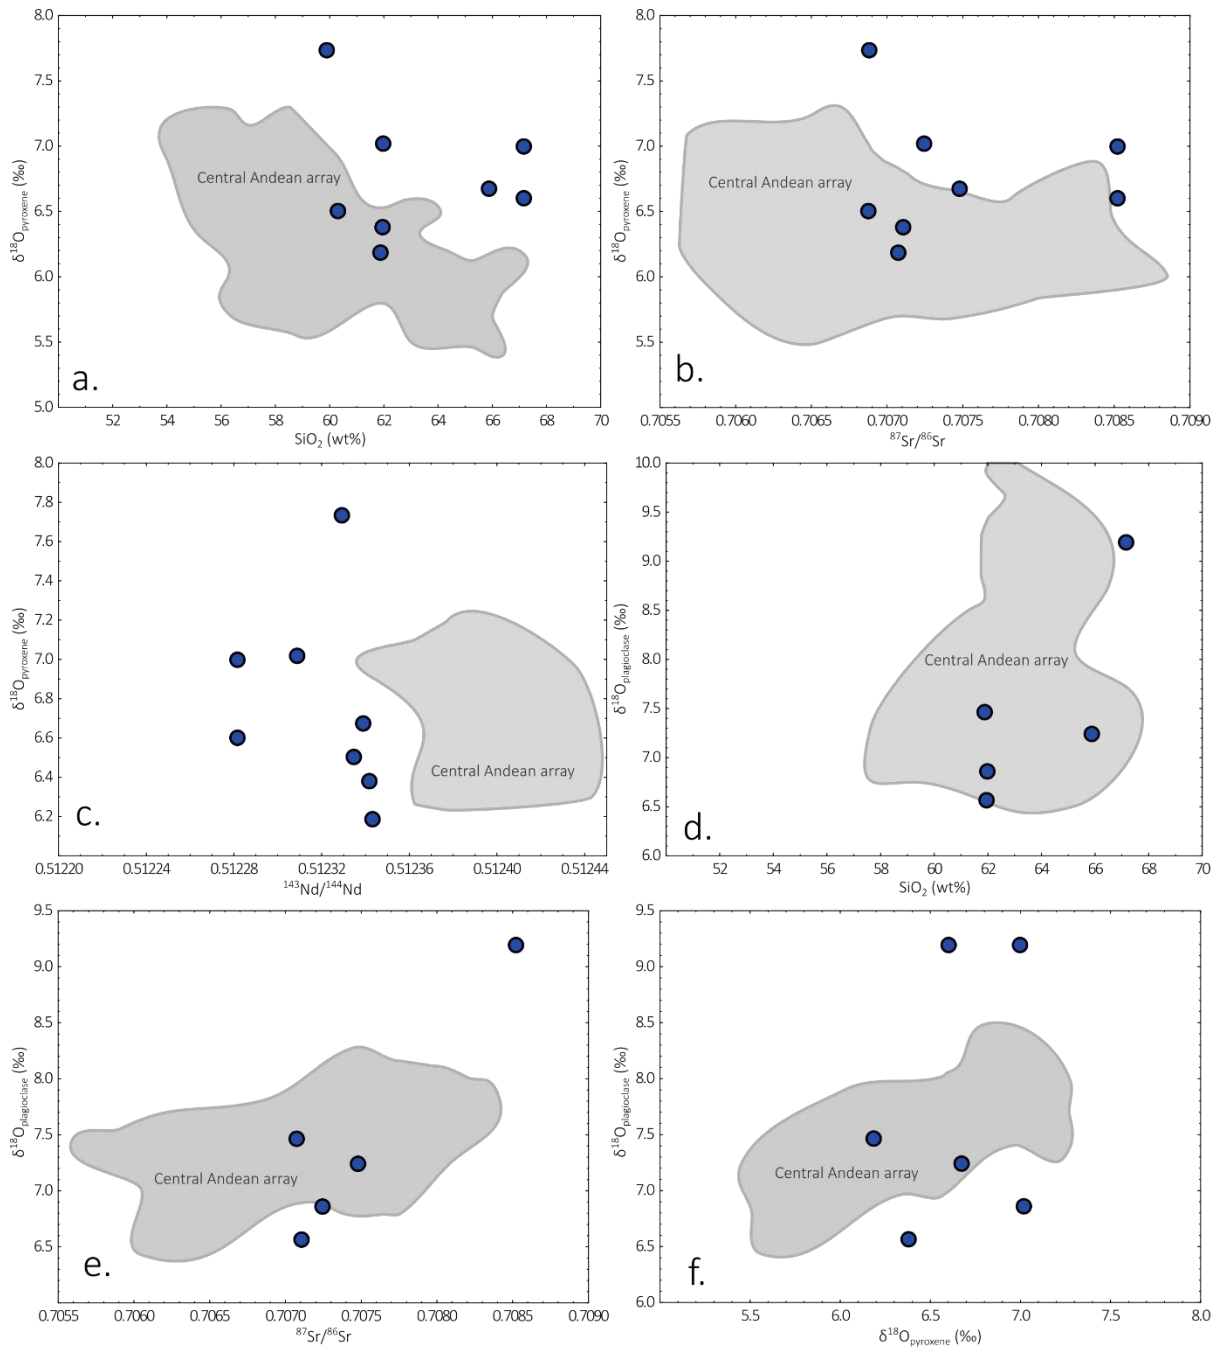 8.0
7.5
7.0
6.5
6.0
5.5
5.0
δ¹⁸Opyroxene (‰)
Central Andean array
a.
52 54 56 58 60 62 64 66 68 70
SiO₂ (wt%)
8.0
7.5
7.0
6.5
6.0
5.5
δ¹⁸Opyroxene (‰)
Central Andean array
b.
0.7055 0.7060 0.7065 0.7070 0.7075 0.7080 0.7085 0.7090
⁸⁷Sr/⁸⁶Sr
8.0
7.8
7.6
7.4
7.2
7.0
6.8
6.6
6.4
6.2
δ¹⁸Opyroxene (‰)
Central Andean array
c.
0.51220 0.51224 0.51228 0.51232 0.51236 0.51240 0.51244
¹⁴³Nd/¹⁴⁴Nd
10.0
9.5
9.0
8.5
8.0
7.5
7.0
6.5
6.0
δ¹⁸Oplagioclase (‰)
Central Andean array
d.
52 54 56 58 60 62 64 66 68 70
SiO₂ (wt%)
9.5
9.0
8.5
8.0
7.5
7.0
6.5
δ¹⁸Oplagioclase (‰)
Central Andean array
e.
0.7055 0.7060 0.7065 0.7070 0.7075 0.7080 0.7085 0.7090
⁸⁷Sr/⁸⁶Sr
9.5
9.0
8.5
8.0
7.5
7.0
6.5
6.0
δ¹⁸Oplagioclase (‰)
Central Andean array
f.
5.5 6.0 6.5 7.0 7.5 8.0
δ¹⁸Opyroxene (‰)